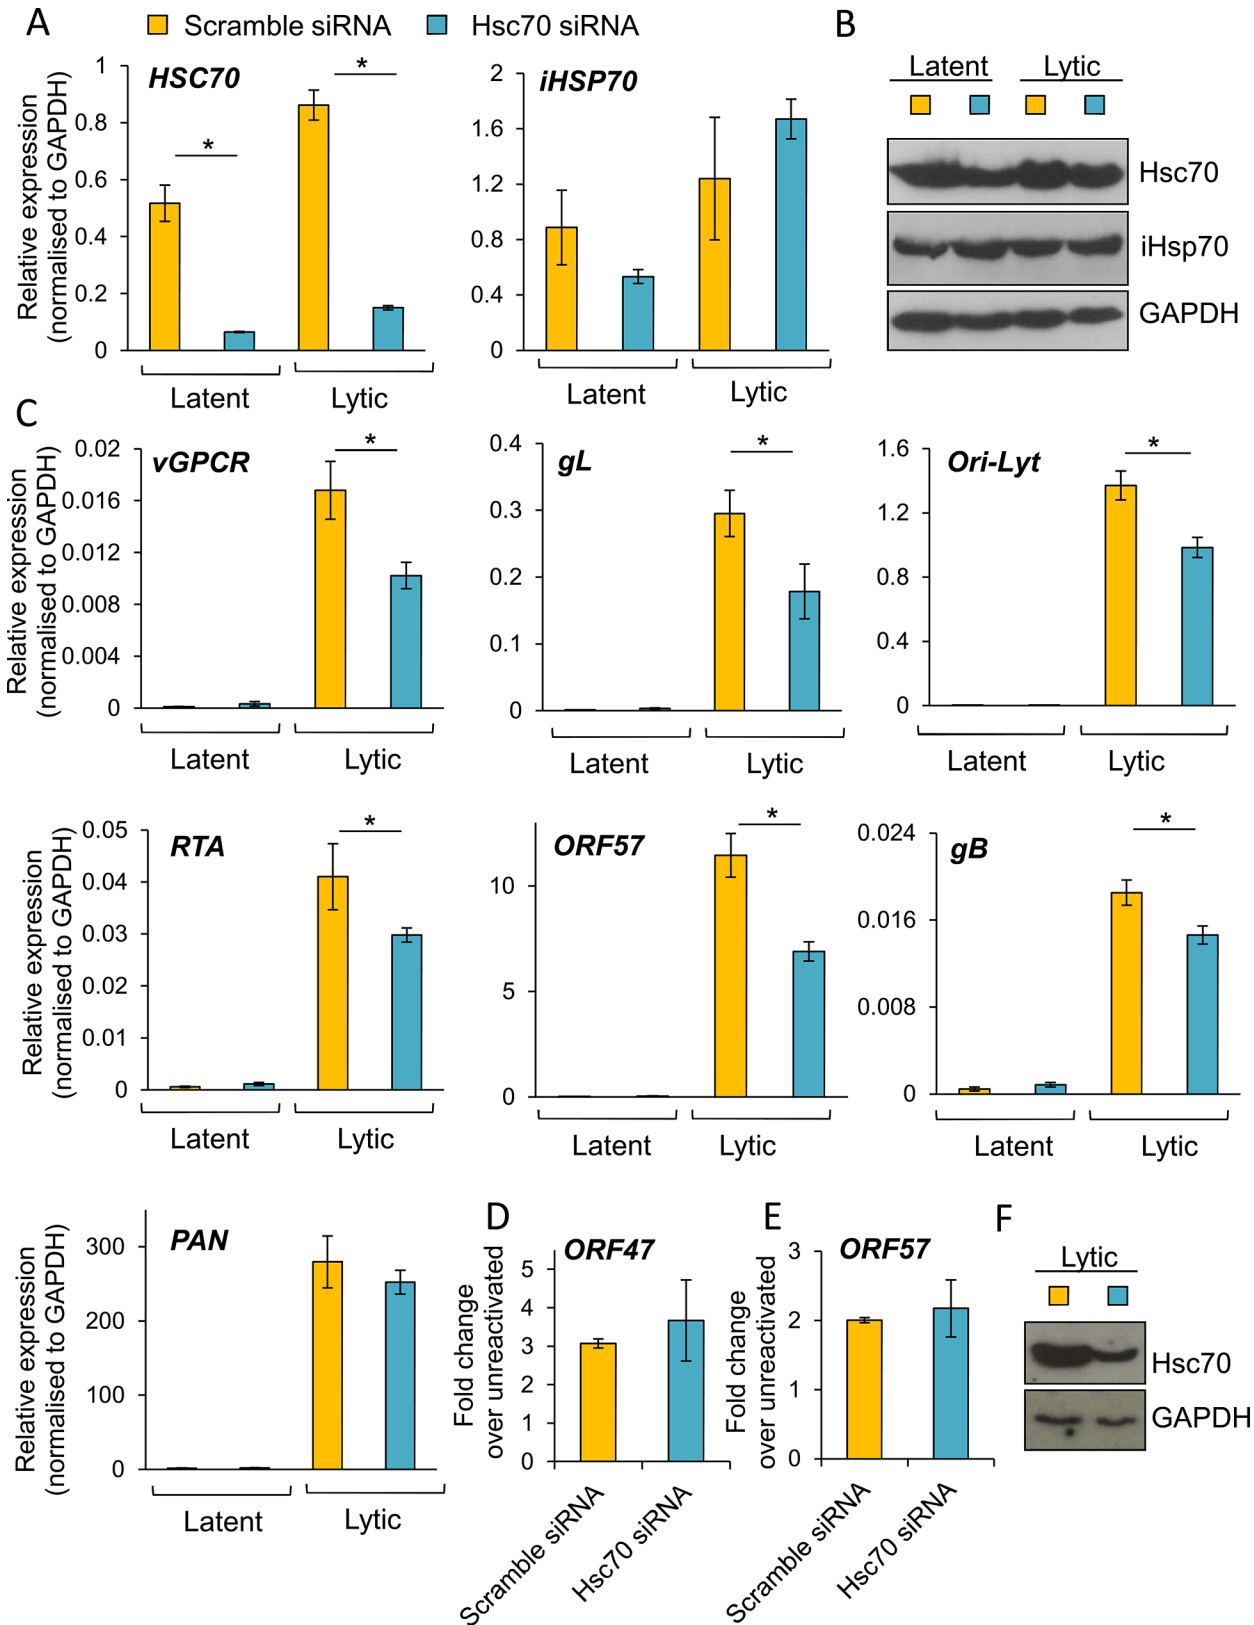 A
Scramble siRNA
Hsc70 siRNA
Relative expression
(normalised to GAPDH)
HSC70
1
0.8
0.6
0.4
0.2
0
*
*
Latent
Lytic
iHSP70
2
1.6
1.2
0.8
0.4
0
Latent
Lytic
B
Latent
Lytic
Hsc70
iHsp70
GAPDH
C
Relative expression
(normalised to GAPDH)
vGPCR
0.02
0.016
0.012
0.008
0.004
0
*
Latent
Lytic
gL
0.4
0.3
0.2
0.1
0
*
Latent
Lytic
Ori-Lyt
1.6
1.2
0.8
0.4
0
*
Latent
Lytic
Relative expression
(normalised to GAPDH)
RTA
0.05
0.04
0.03
0.02
0.01
0
*
Latent
Lytic
ORF57
10
5
0
*
Latent
Lytic
gB
0.024
0.016
0.008
0
*
Latent
Lytic
Relative expression
(normalised to GAPDH)
PAN
300
200
100
0
Latent
Lytic
D
ORF47
Fold change
over unreactivated
5
4
3
2
1
0
Scramble siRNA
Hsc70 siRNA
E
ORF57
Fold change
over unreactivated
3
2
1
0
Scramble siRNA
Hsc70 siRNA
F
Lytic
Hsc70
GAPDH